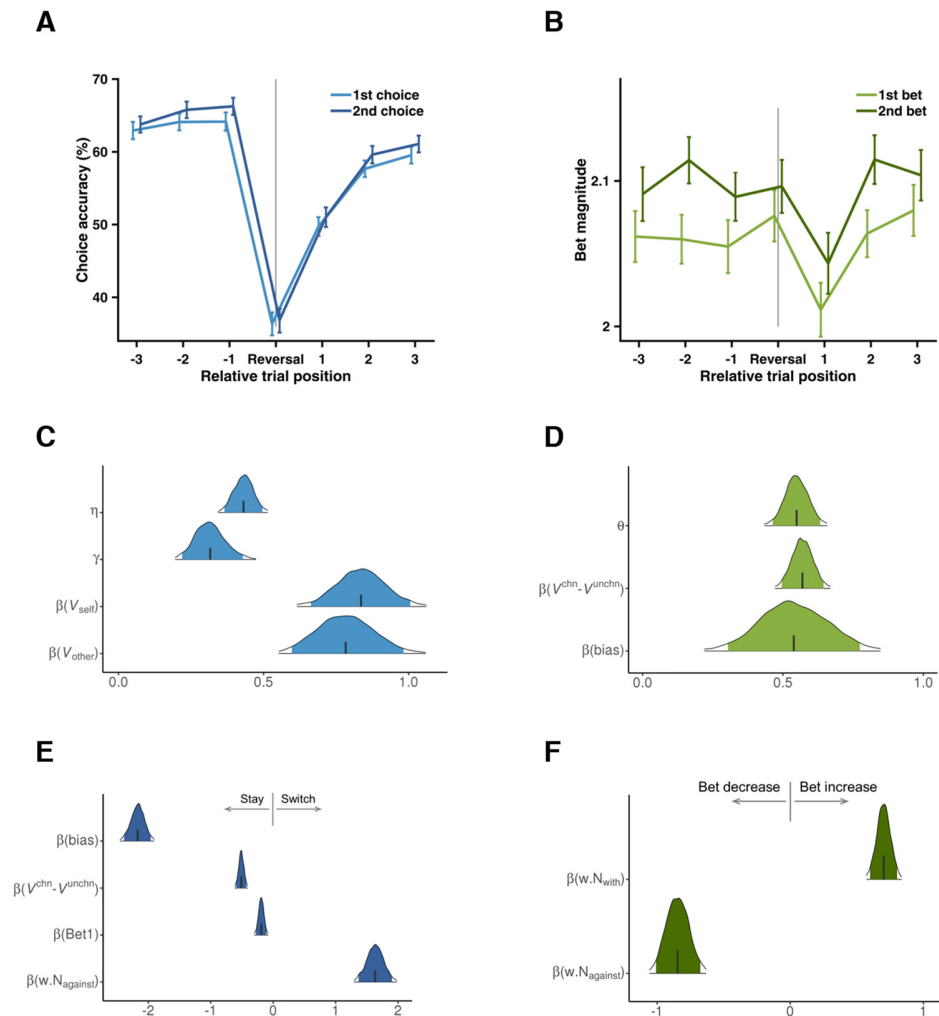 A
70
60
50
40
Choice accuracy (%)
1st choice
2nd choice
-3 -2 -1 Reversal 1 2 3
Rrelative trial position
B
2.1
2
Bet magnitude
1st bet
2nd bet
-3 -2 -1 Reversal 1 2 3
Rrelative trial position
C
η
γ
β(Vself)
β(Vother)
0.0 0.5 1.0
D
θ
β(Vchn-Vunchn)
β(bias)
0.0 0.5 1.0
E
Stay Switch
β(bias)
β(Vchn-Vunchn)
β(Bet1)
β(w.Nagainst)
-2 -1 0 1 2
F
Bet decrease Bet increase
β(w.Nwith)
β(w.Nagainst)
-1 0 1